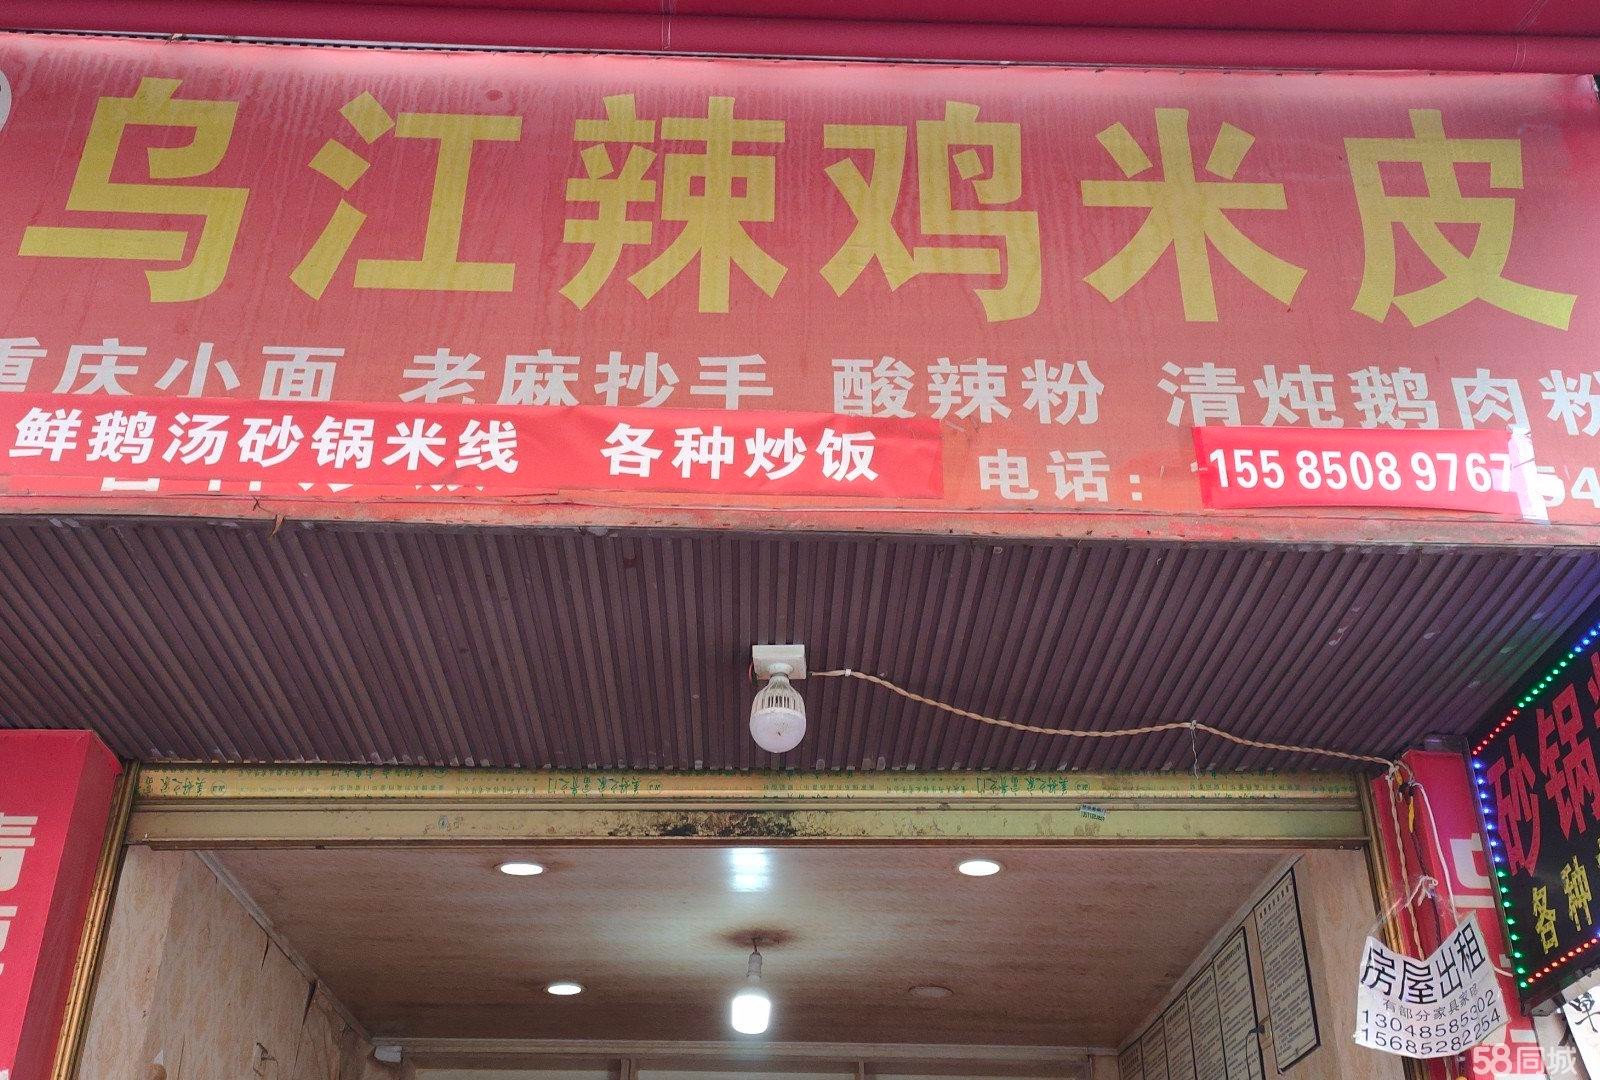 乌江辣鸡米皮
重庆小面 老麻抄手 酸辣粉 清炖鹅肉粉
鲜鹅汤砂锅米线 各种炒饭
电话: 155 8508 9767
砂锅
各种
房屋出租
有部分家具家电
13048585302
15685282254
58同城